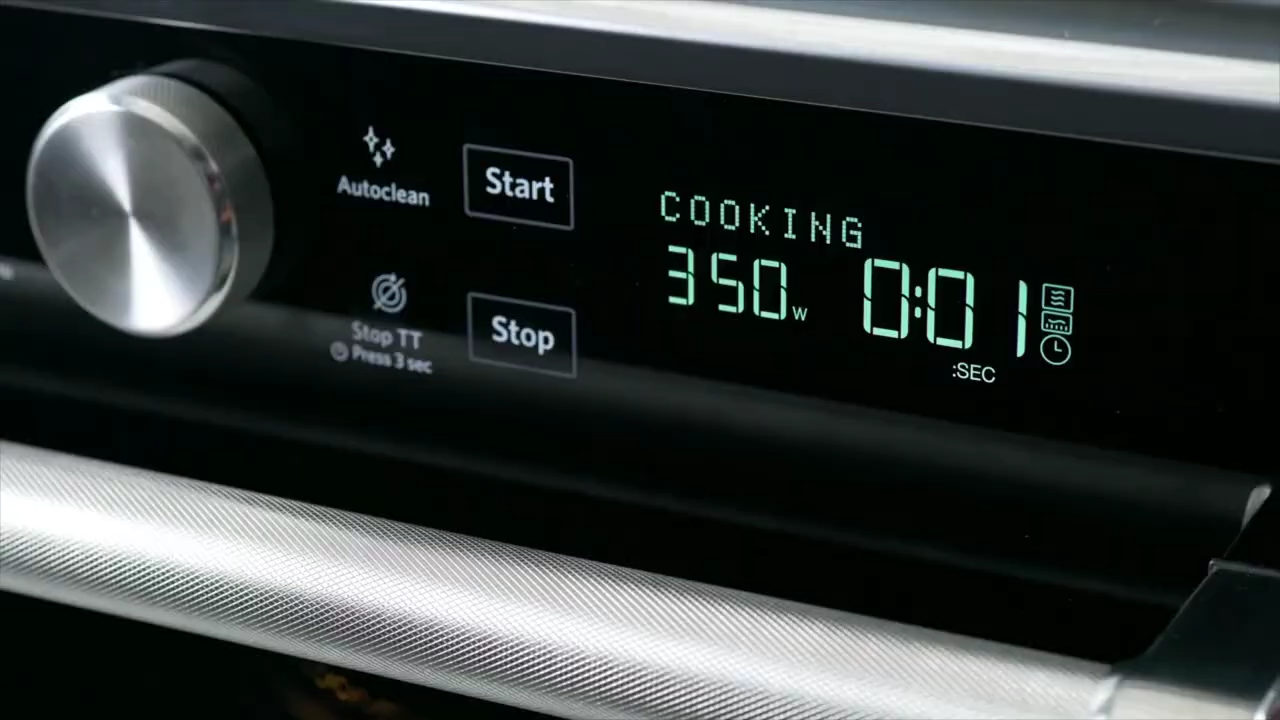 Autoclean
Start
Stop TT
Press 3 sec
Stop
COOKING
350w 0:01
:SEC